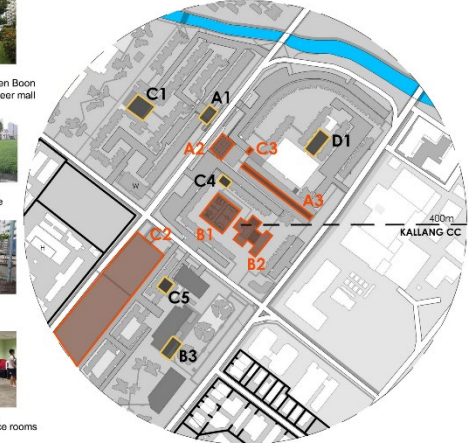 en Boon
eer mall
e
ce rooms
C1
A1
D1
A2
C3
C4
A3
W
400m
KALLANG CC
B1
B2
C2
H
C5
B3